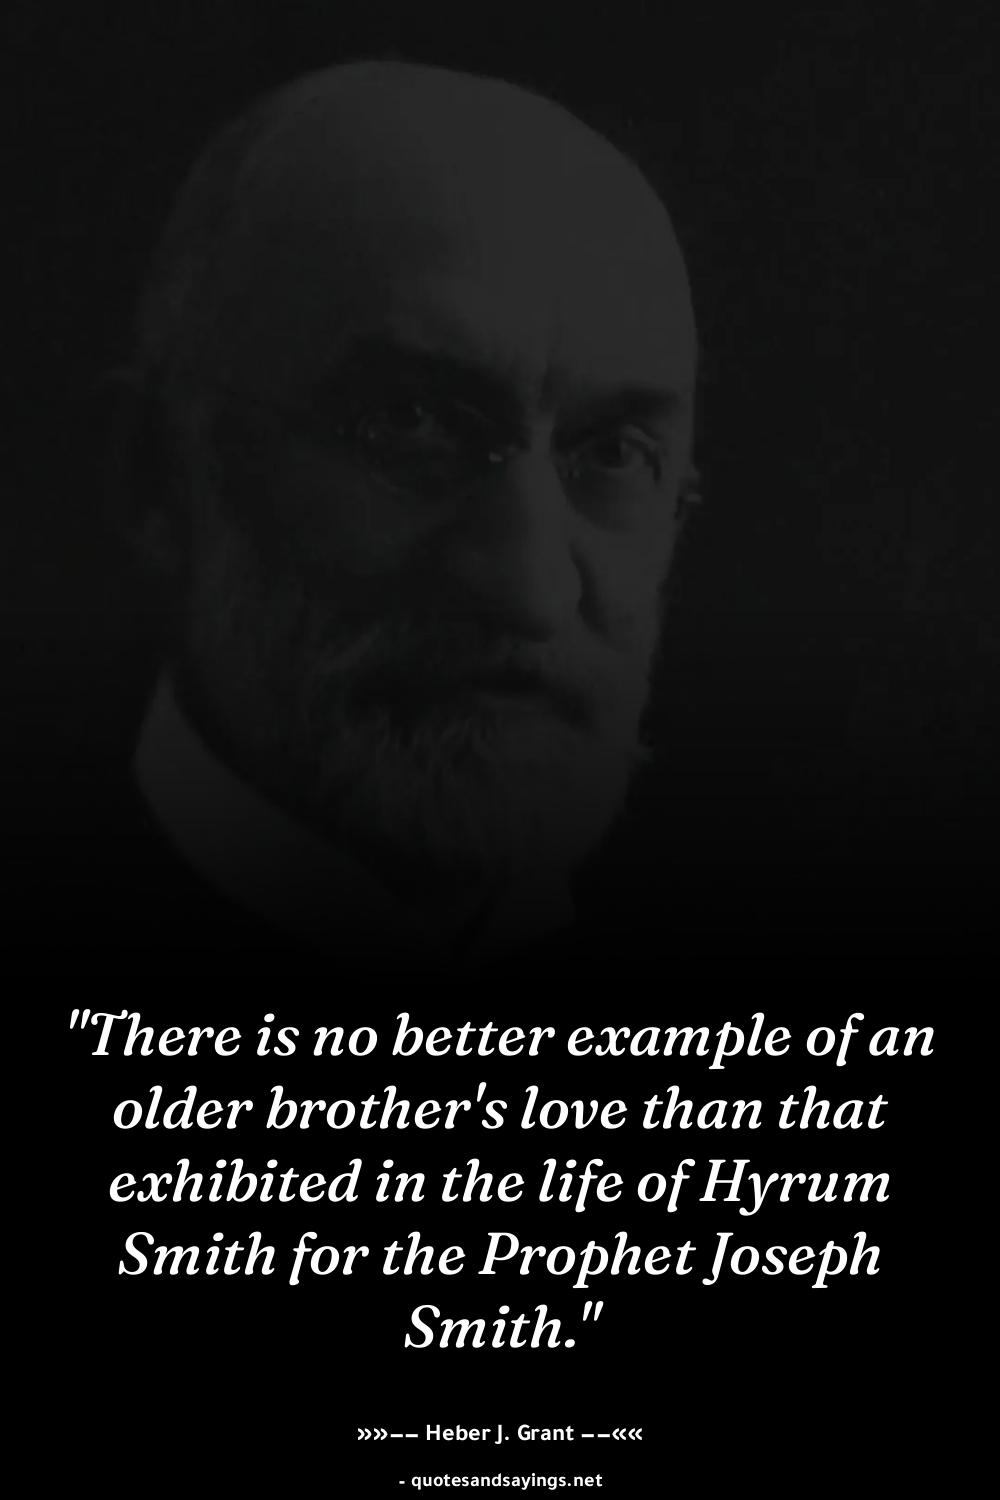 "There is no better example of an
older brother's love than that
exhibited in the life of Hyrum
Smith for the Prophet Joseph
Smith."
»»–– Heber J. Grant ––««
- quotesandsayings.net